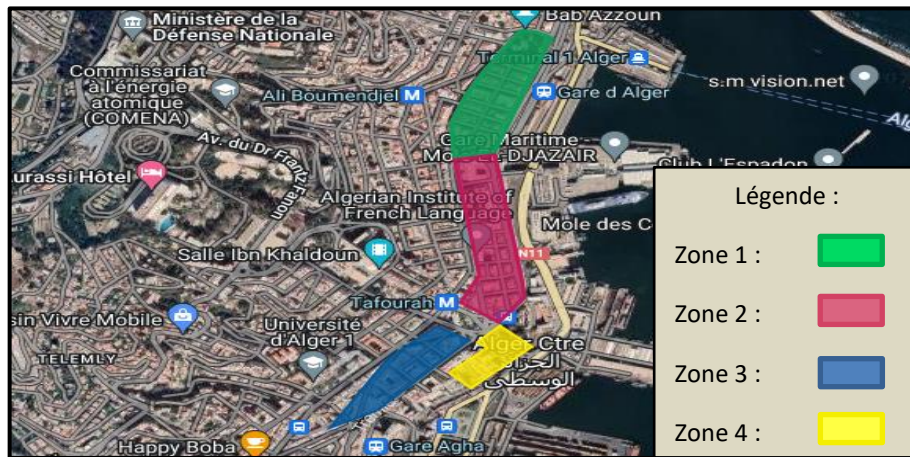 Bab Azzoun
Ministère de la
Défense Nationale
Terminal 1 Alger
Commissariat
à l'énergie
atomique
(COMENA)
s.m vision.net
Ali Boumendjel
Gare d Alger
Av. du Dr Frantz Fanon
Gare Maritime
DJAZAIR
Club L'Espadon
urassi Hôtel
Algerian Institute of
French Language
Mole des C
Salle Ibn Khaldoun
N11
Tafourah
sin Vivre Mobile
Université
d'Alger 1
Alger Ctre
الجزائر
الوسطى
TELEMLY
Happy Boba
Gare Agha
Légende :
Zone 1 :
Zone 2 :
Zone 3 :
Zone 4 :